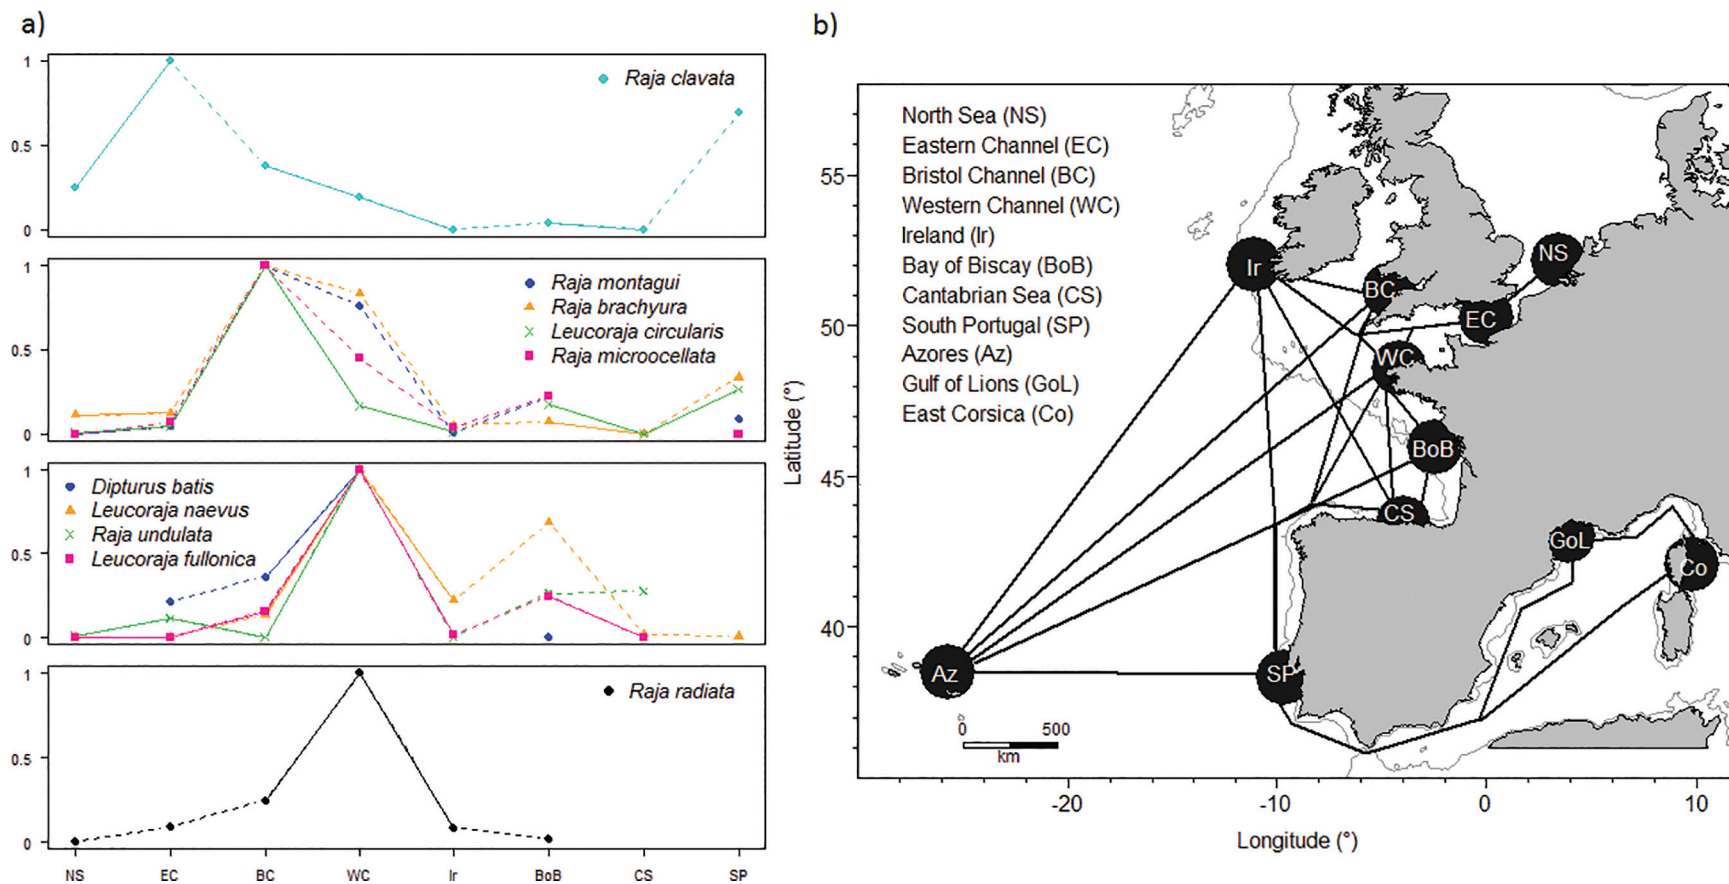 a)
1
0.5
0
Raja clavata
1
0.5
0
Raja montagui
Raja brachyura
Leucoraja circularis
Raja microocellata
1
0.5
0
Dipturus batis
Leucoraja naevus
Raja undulata
Leucoraja fullonica
1
0.5
0
Raja radiata
NS EC BC WC Ir BoB CS SP
b)
North Sea (NS)
Eastern Channel (EC)
Bristol Channel (BC)
Western Channel (WC)
Ireland (Ir)
Bay of Biscay (BoB)
Cantabrian Sea (CS)
South Portugal (SP)
Azores (Az)
Gulf of Lions (GoL)
East Corsica (Co)
Latitude (°)
55
50
45
40
Ir
NS
BC
EC
WC
BoB
CS
GoL
Co
Az
SP
0 500
km
-20 -10 0 10
Longitude (°)